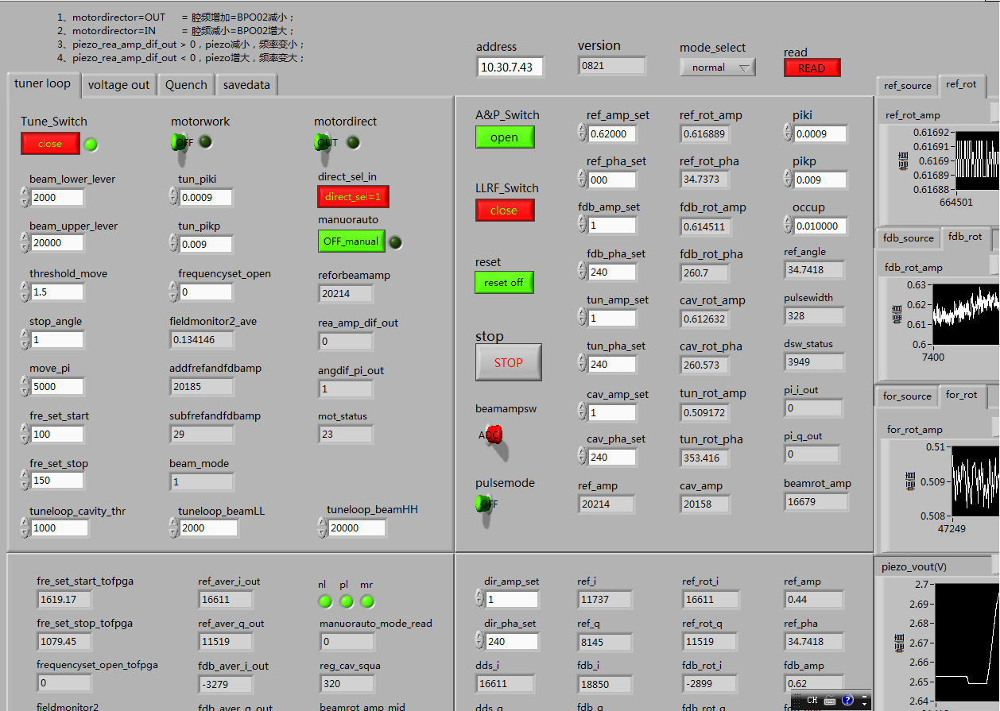 1、motordirector=OUT = 腔频增加=BPO02减小；
2、motordirector=IN = 腔频减小=BPO02增大；
3、piezo_rea_amp_dif_out > 0，piezo减小，频率变小；
4、piezo_rea_amp_dif_out < 0，piezo增大，频率变大；
address
10.30.7.43
version
0821
mode_select
normal
read
READ
tuner loop
voltage out
Quench
savedata
Tune_Switch
close
motorwork
OFF
motordirect
OUT
beam_lower_lever
2000
tun_piki
0.0009
direct_sel_in
direct_sel=1
beam_upper_lever
20000
tun_pikp
0.009
manuorauto
OFF_manual
threshold_move
1.5
frequencyset_open
0
reforbeamamp
20214
stop_angle
1
fieldmonitor2_ave
0.134146
rea_amp_dif_out
0
move_pi
5000
addfrefandfdbamp
20185
angdif_pi_out
1
fre_set_start
100
subfrefandfdbamp
29
mot_status
23
fre_set_stop
150
beam_mode
1
tuneloop_cavity_thr
1000
tuneloop_beamLL
2000
tuneloop_beamHH
20000
A&P_Switch
open
LLRF_Switch
close
reset
reset off
stop
STOP
beamampsw
ADC
pulsemode
OFF
ref_amp_set
0.62000
ref_rot_amp
0.616889
piki
0.0009
ref_pha_set
000
ref_rot_pha
34.7373
pikp
0.009
fdb_amp_set
1
fdb_rot_amp
0.614511
occup
0.010000
fdb_pha_set
240
fdb_rot_pha
260.7
ref_angle
34.7418
tun_amp_set
1
cav_rot_amp
0.612632
pulsewidth
328
tun_pha_set
240
cav_rot_pha
260.573
dsw_status
3949
cav_amp_set
1
tun_rot_amp
0.509172
pi_i_out
0
cav_pha_set
240
tun_rot_pha
353.416
pi_q_out
0
ref_amp
20214
cav_amp
20158
beamrot_amp
16679
ref_source
ref_rot
ref_rot_amp
幅值
0.61692
0.61691
0.6169
0.61689
0.61688
664501
fdb_source
fdb_rot
fdb_rot_amp
幅值
0.63
0.62
0.61
0.6
7400
for_source
for_rot
for_rot_amp
幅值
0.51
0.509
0.508
47249
piezo_vout(V)
幅值
2.7
2.69
2.68
2.67
2.66
2.65
2.64
fre_set_start_tofpga
1619.17
ref_aver_i_out
16611
nl pl mr
fre_set_stop_tofpga
1079.45
ref_aver_q_out
11519
manuorauto_mode_read
0
frequencyset_open_tofpga
0
fdb_aver_i_out
-3279
reg_cav_squa
320
fieldmonitor2
fdb_aver_q_out
beamrot_amp_mid
dir_amp_set
1
ref_i
11737
ref_rot_i
16611
ref_amp
0.44
dir_pha_set
240
ref_q
8145
ref_rot_q
11519
ref_pha
34.7418
dds_i
16611
fdb_i
18850
fdb_rot_i
-2899
fdb_amp
0.62
dds_q
fdb_q
fdb_rot_q
CH